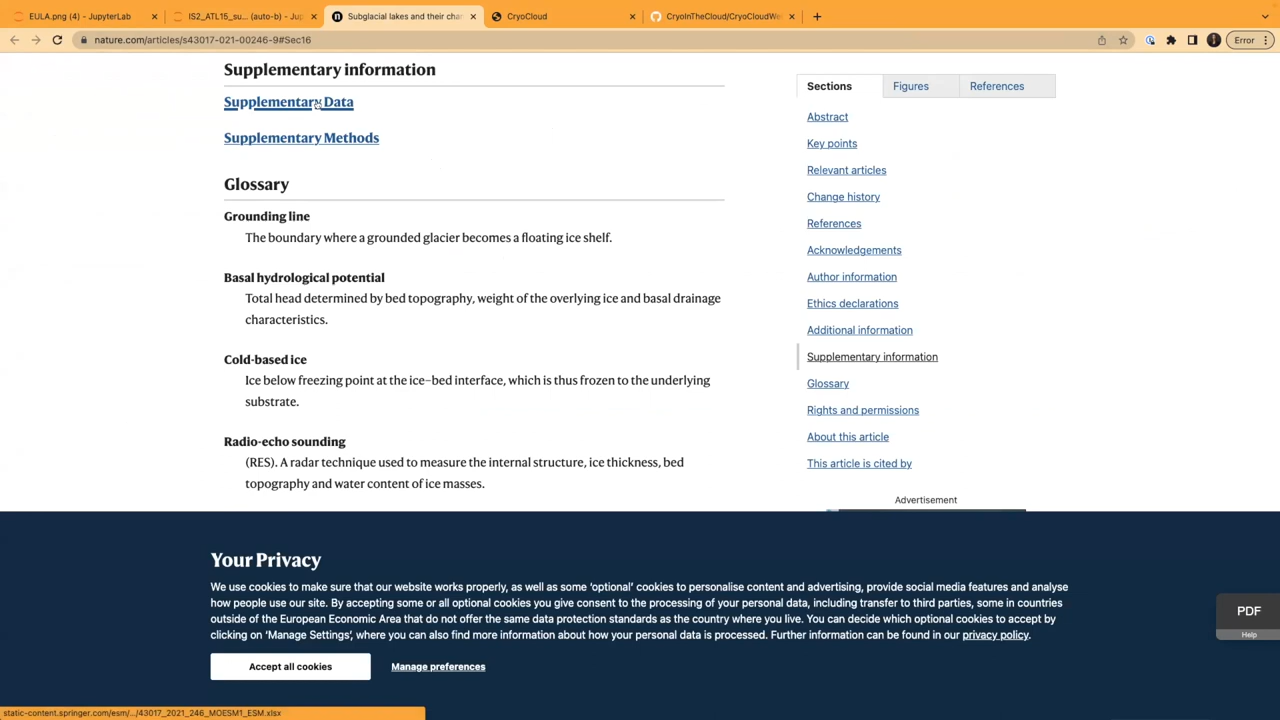 EULA.png (4) - JupyterLab
IS2_ATL15_su... (auto-b) - Jup
Subglacial lakes and their cha
CryoCloud
CryoInTheCloud/CryoCloudWe
nature.com/articles/s43017-021-00246-9#Sec16
Error
Supplementary information
Supplementary Data
Supplementary Methods
Glossary
Grounding line
The boundary where a grounded glacier becomes a floating ice shelf.
Basal hydrological potential
Total head determined by bed topography, weight of the overlying ice and basal drainage
characteristics.
Cold-based ice
Ice below freezing point at the ice–bed interface, which is thus frozen to the underlying
substrate.
Radio-echo sounding
(RES). A radar technique used to measure the internal structure, ice thickness, bed
topography and water content of ice masses.
Sections
Figures
References
Abstract
Key points
Relevant articles
Change history
References
Acknowledgements
Author information
Ethics declarations
Additional information
Supplementary information
Glossary
Rights and permissions
About this article
This article is cited by
Advertisement
Your Privacy
We use cookies to make sure that our website works properly, as well as some ‘optional’ cookies to personalise content and advertising, provide social media features and analyse
how people use our site. By accepting some or all optional cookies you give consent to the processing of your personal data, including transfer to third parties, some in countries
outside of the European Economic Area that do not offer the same data protection standards as the country where you live. You can decide which optional cookies to accept by
clicking on ‘Manage Settings’, where you can also find more information about how your personal data is processed. Further information can be found in our privacy policy.
Accept all cookies
Manage preferences
PDF
Help
static-content.springer.com/esm/.../43017_2021_246_MOESM1_ESM.xlsx